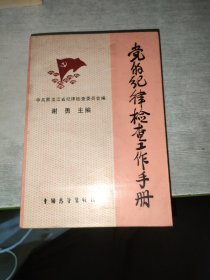 党的纪律检查工作手册
中共黑龙江省纪律检查委员会编
谢勇 主编